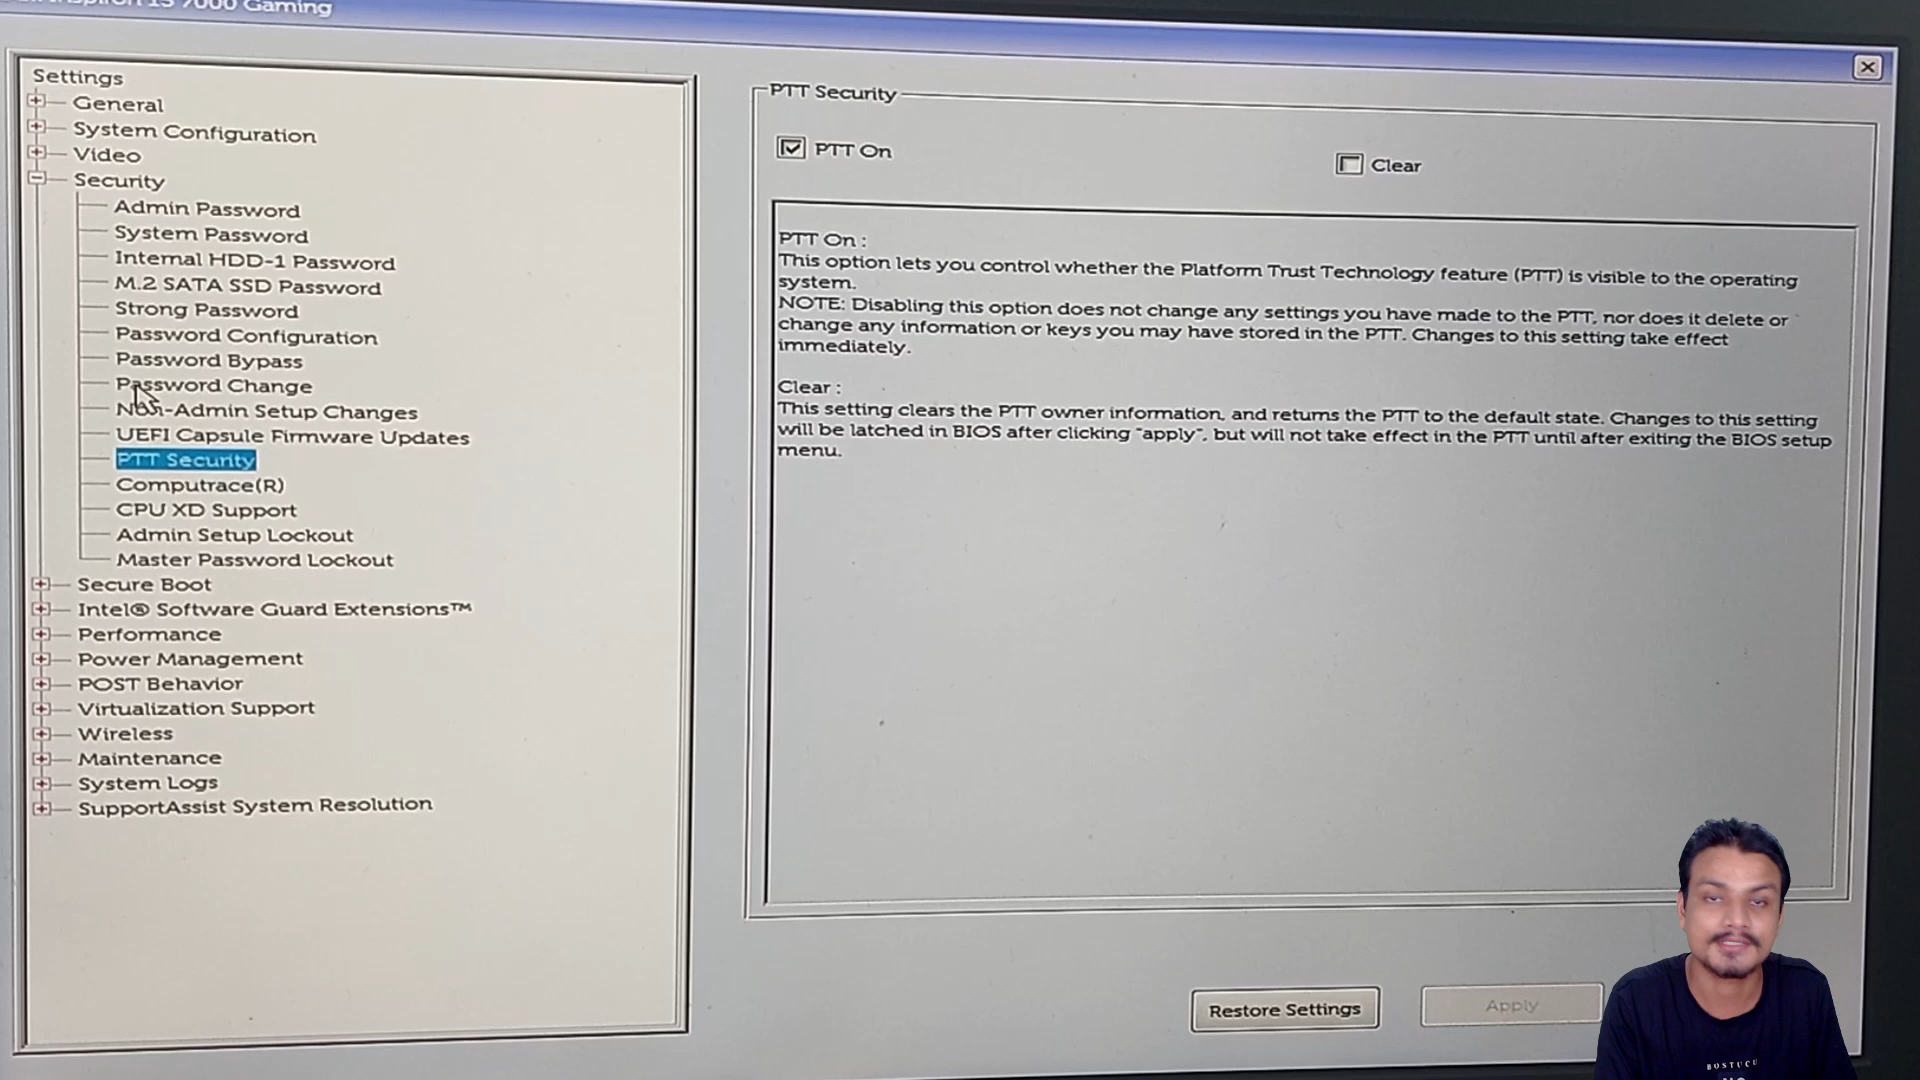 15 7000 Gaming
Settings
General
System Configuration
Video
Security
Admin Password
System Password
Internal HDD-1 Password
M.2 SATA SSD Password
Strong Password
Password Configuration
Password Bypass
Password Change
Non-Admin Setup Changes
UEFI Capsule Firmware Updates
PTT Security
Computrace(R)
CPU XD Support
Admin Setup Lockout
Master Password Lockout
Secure Boot
Intel® Software Guard Extensions™
Performance
Power Management
POST Behavior
Virtualization Support
Wireless
Maintenance
System Logs
SupportAssist System Resolution
PTT Security
PTT On
Clear
PTT On :
This option lets you control whether the Platform Trust Technology feature (PTT) is visible to the operating
system.
NOTE: Disabling this option does not change any settings you have made to the PTT, nor does it delete or
change any information or keys you may have stored in the PTT. Changes to this setting take effect
immediately.
Clear :
This setting clears the PTT owner information, and returns the PTT to the default state. Changes to this setting
will be latched in BIOS after clicking "apply", but will not take effect in the PTT until after exiting the BIOS setup
menu.
Restore Settings
Apply
BOSTUCU